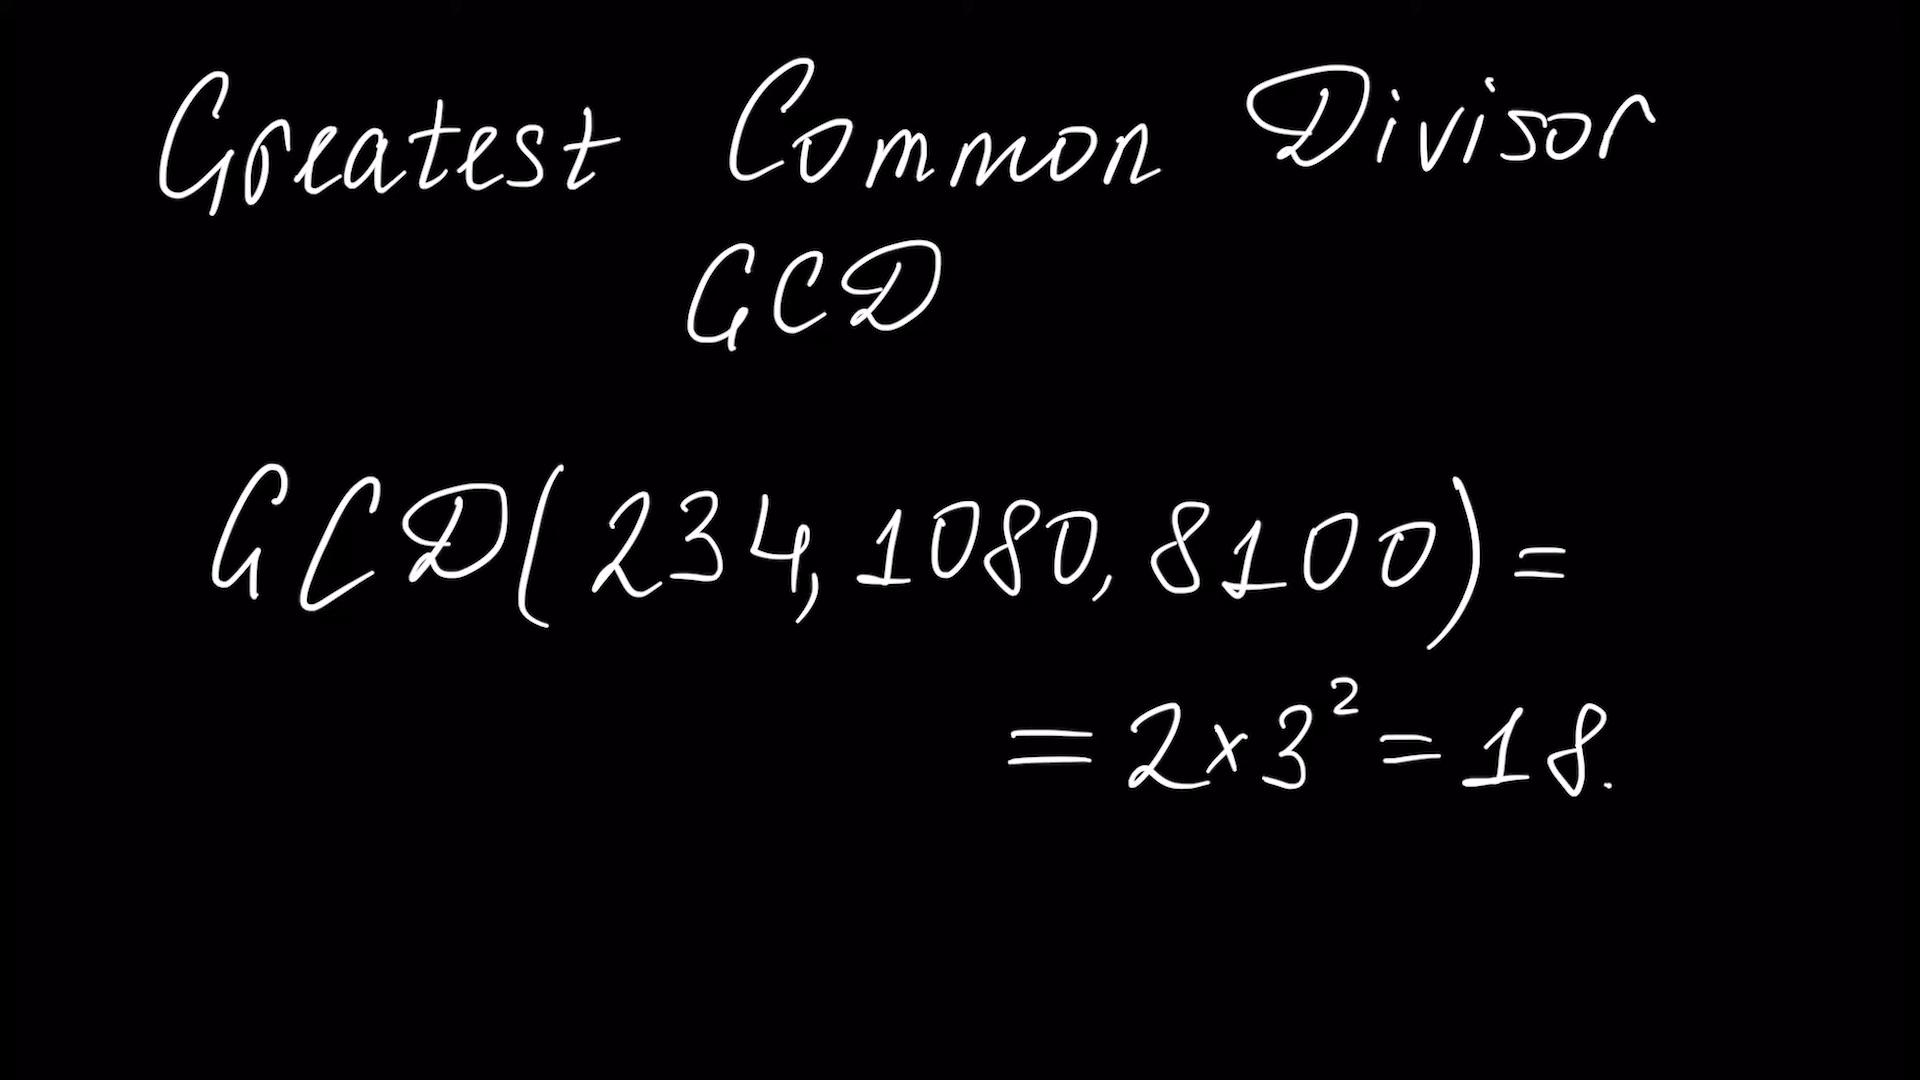 Greatest Common Divisor
GCD
GCD(234, 1080, 8100) =
= 2 × 3² = 18.